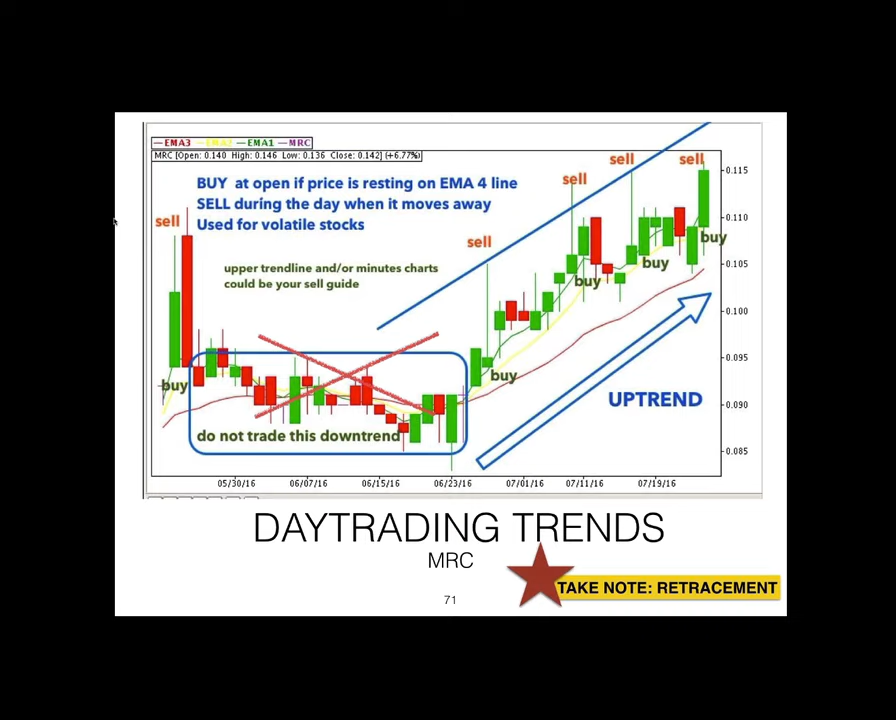 EMA3 EMA2 EMA1 MRC
MRC [Open: 0.140 High: 0.146 Low: 0.136 Close: 0.142] (+6.77%)
BUY at open if price is resting on EMA 4 line
SELL during the day when it moves away
Used for volatile stocks
upper trendline and/or minutes charts
could be your sell guide
sell
sell
sell
sell
sell
buy
buy
buy
buy
buy
do not trade this downtrend
UPTREND
0.115
0.110
0.105
0.100
0.095
0.090
0.085
05/30/16 06/07/16 06/15/16 06/23/16 07/01/16 07/11/16 07/19/16
DAYTRADING TRENDS
MRC
TAKE NOTE: RETRACEMENT
71